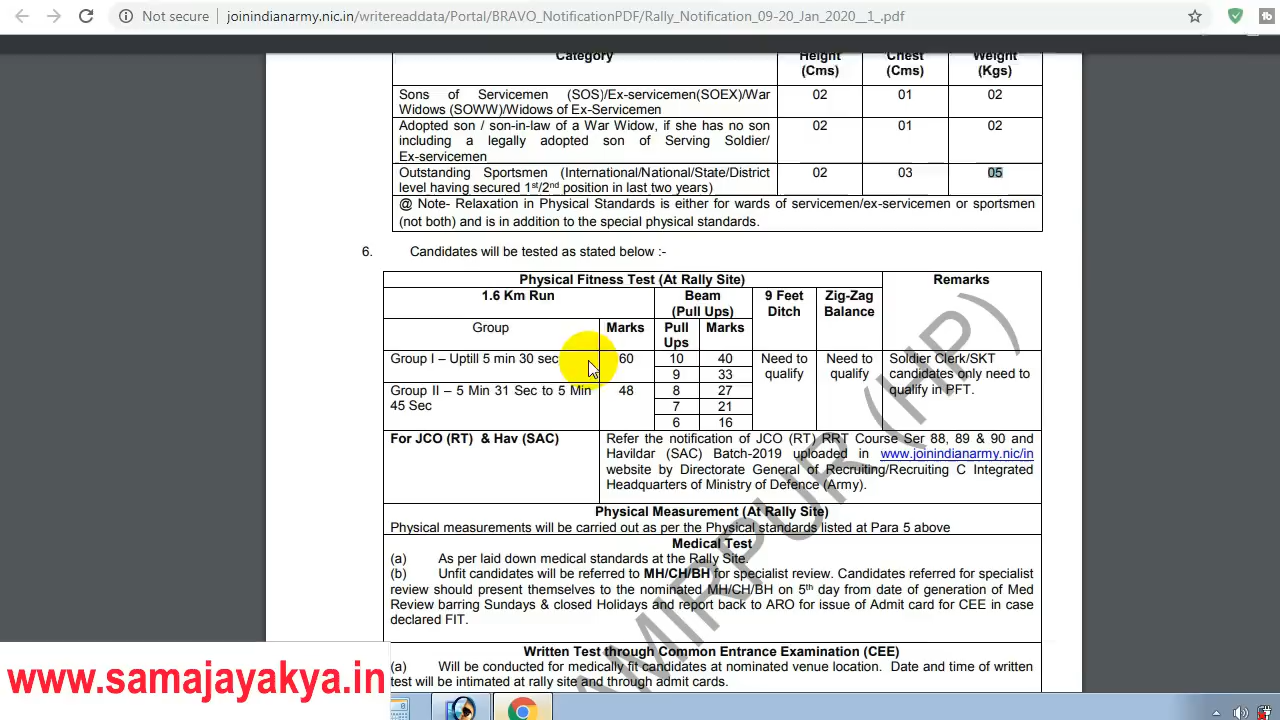 Not secure joinindianarmy.nic.in/writereaddata/Portal/BRAVO_NotificationPDF/Rally_Notification_09-20_Jan_2020__1_.pdf
Category Height (Cms) Chest (Cms) Weight (Kgs)
Sons of Servicemen (SOS)/Ex-servicemen(SOEX)/War 02 01 02
Widows (SOWW)/Widows of Ex-Servicemen
Adopted son / son-in-law of a War Widow, if she has no son 02 01 02
including a legally adopted son of Serving Soldier/
Ex-servicemen
Outstanding Sportsmen (International/National/State/District 02 03 05
level having secured 1st/2nd position in last two years)
@ Note- Relaxation in Physical Standards is either for wards of servicemen/ex-servicemen or sportsmen
(not both) and is in addition to the special physical standards.
6. Candidates will be tested as stated below :-
Physical Fitness Test (At Rally Site) Remarks
1.6 Km Run Beam (Pull Ups) 9 Feet Ditch Zig-Zag Balance
Group Marks Pull Ups Marks
Group I – Uptill 5 min 30 sec 60 10 40 Need to qualify Need to qualify Soldier Clerk/SKT
9 33 candidates only need to
Group II – 5 Min 31 Sec to 5 Min 48 8 27 qualify in PFT.
45 Sec 7 21
6 16
For JCO (RT) & Hav (SAC) Refer the notification of JCO (RT) RRT Course Ser 88, 89 & 90 and
Havildar (SAC) Batch-2019 uploaded in www.joinindianarmy.nic/in
website by Directorate General of Recruiting/Recruiting C Integrated
Headquarters of Ministry of Defence (Army).
Physical Measurement (At Rally Site)
Physical measurements will be carried out as per the Physical standards listed at Para 5 above
Medical Test
(a) As per laid down medical standards at the Rally Site.
(b) Unfit candidates will be referred to MH/CH/BH for specialist review. Candidates referred for specialist
review should present themselves to the nominated MH/CH/BH on 5th day from date of generation of Med
Review barring Sundays & closed Holidays and report back to ARO for issue of Admit card for CEE in case
declared FIT.
Written Test through Common Entrance Examination (CEE)
(a) Will be conducted for medically fit candidates at nominated venue location. Date and time of written
test will be intimated at rally site and through admit cards.
AMIRPUR (HP)
www.samajayakya.in